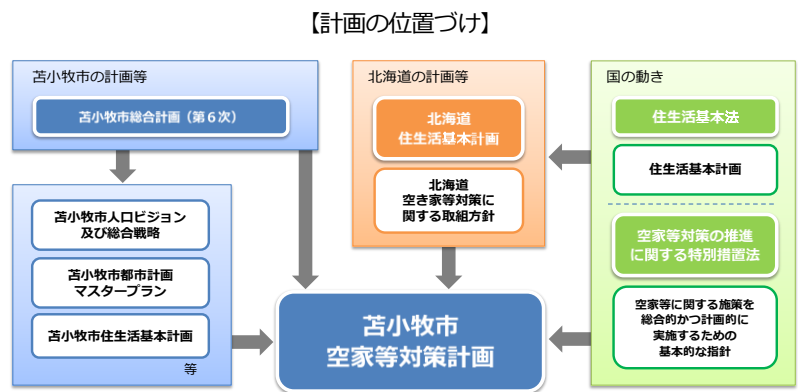 【計画の位置づけ】
苫小牧市の計画等
苫小牧市総合計画（第６次）
苫小牧市人口ビジョン
及び総合戦略
苫小牧市都市計画
マスタープラン
苫小牧市住生活基本計画
等
北海道の計画等
北海道
住生活基本計画
北海道
空き家等対策に
関する取組方針
国の動き
住生活基本法
住生活基本計画
空家等対策の推進
に関する特別措置法
空家等に関する施策を
総合的かつ計画的に
実施するための
基本的な指針
苫小牧市
空家等対策計画